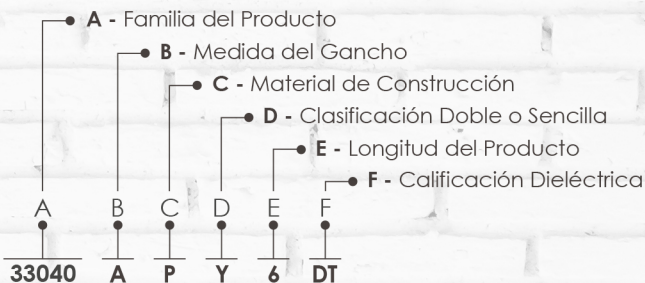 A - Familia del Producto
B - Medida del Gancho
C - Material de Construcción
D - Clasificación Doble o Sencilla
E - Longitud del Producto
F - Calificación Dieléctrica
A B C D E F
33040 A P Y 6 DT